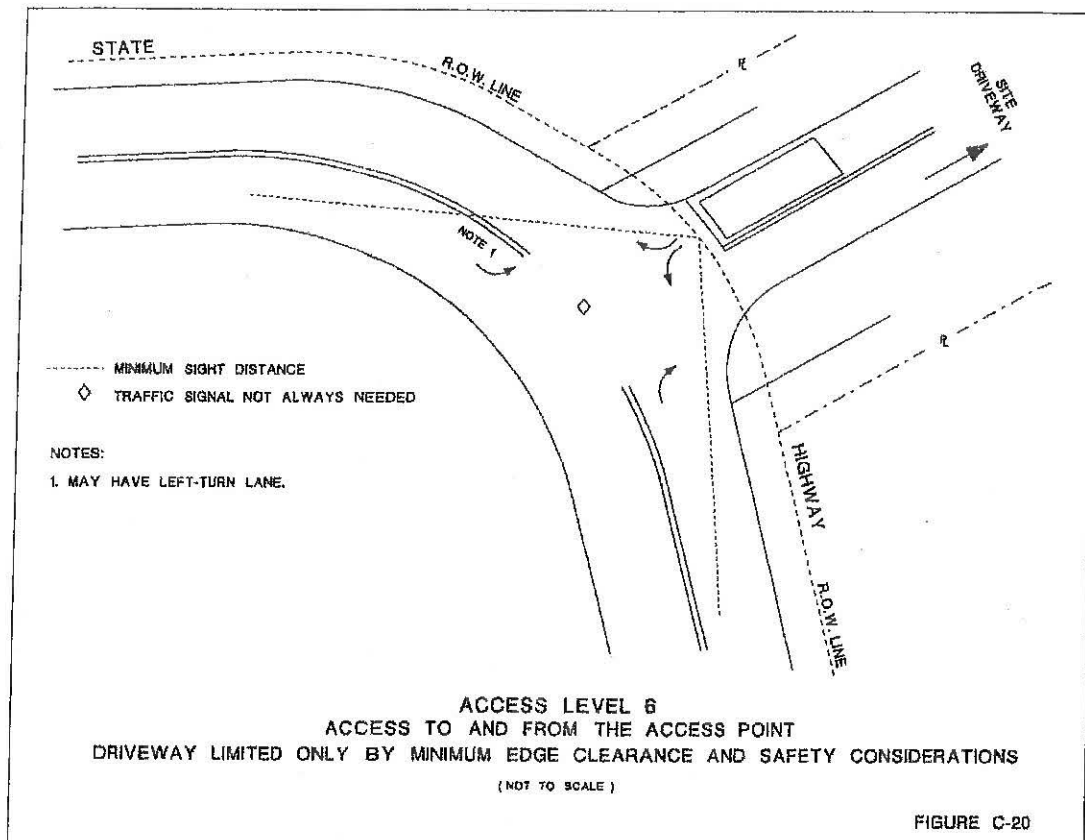 STATE
R.O.W. LINE
PL
SITE
DRIVEWAY
NOTE 1
MINIMUM SIGHT DISTANCE
TRAFFIC SIGNAL NOT ALWAYS NEEDED
PL
NOTES:
1. MAY HAVE LEFT-TURN LANE.
HIGHWAY
R.O.W. LINE
ACCESS LEVEL 6
ACCESS TO AND FROM THE ACCESS POINT
DRIVEWAY LIMITED ONLY BY MINIMUM EDGE CLEARANCE AND SAFETY CONSIDERATIONS
( NOT TO SCALE )
FIGURE C-20